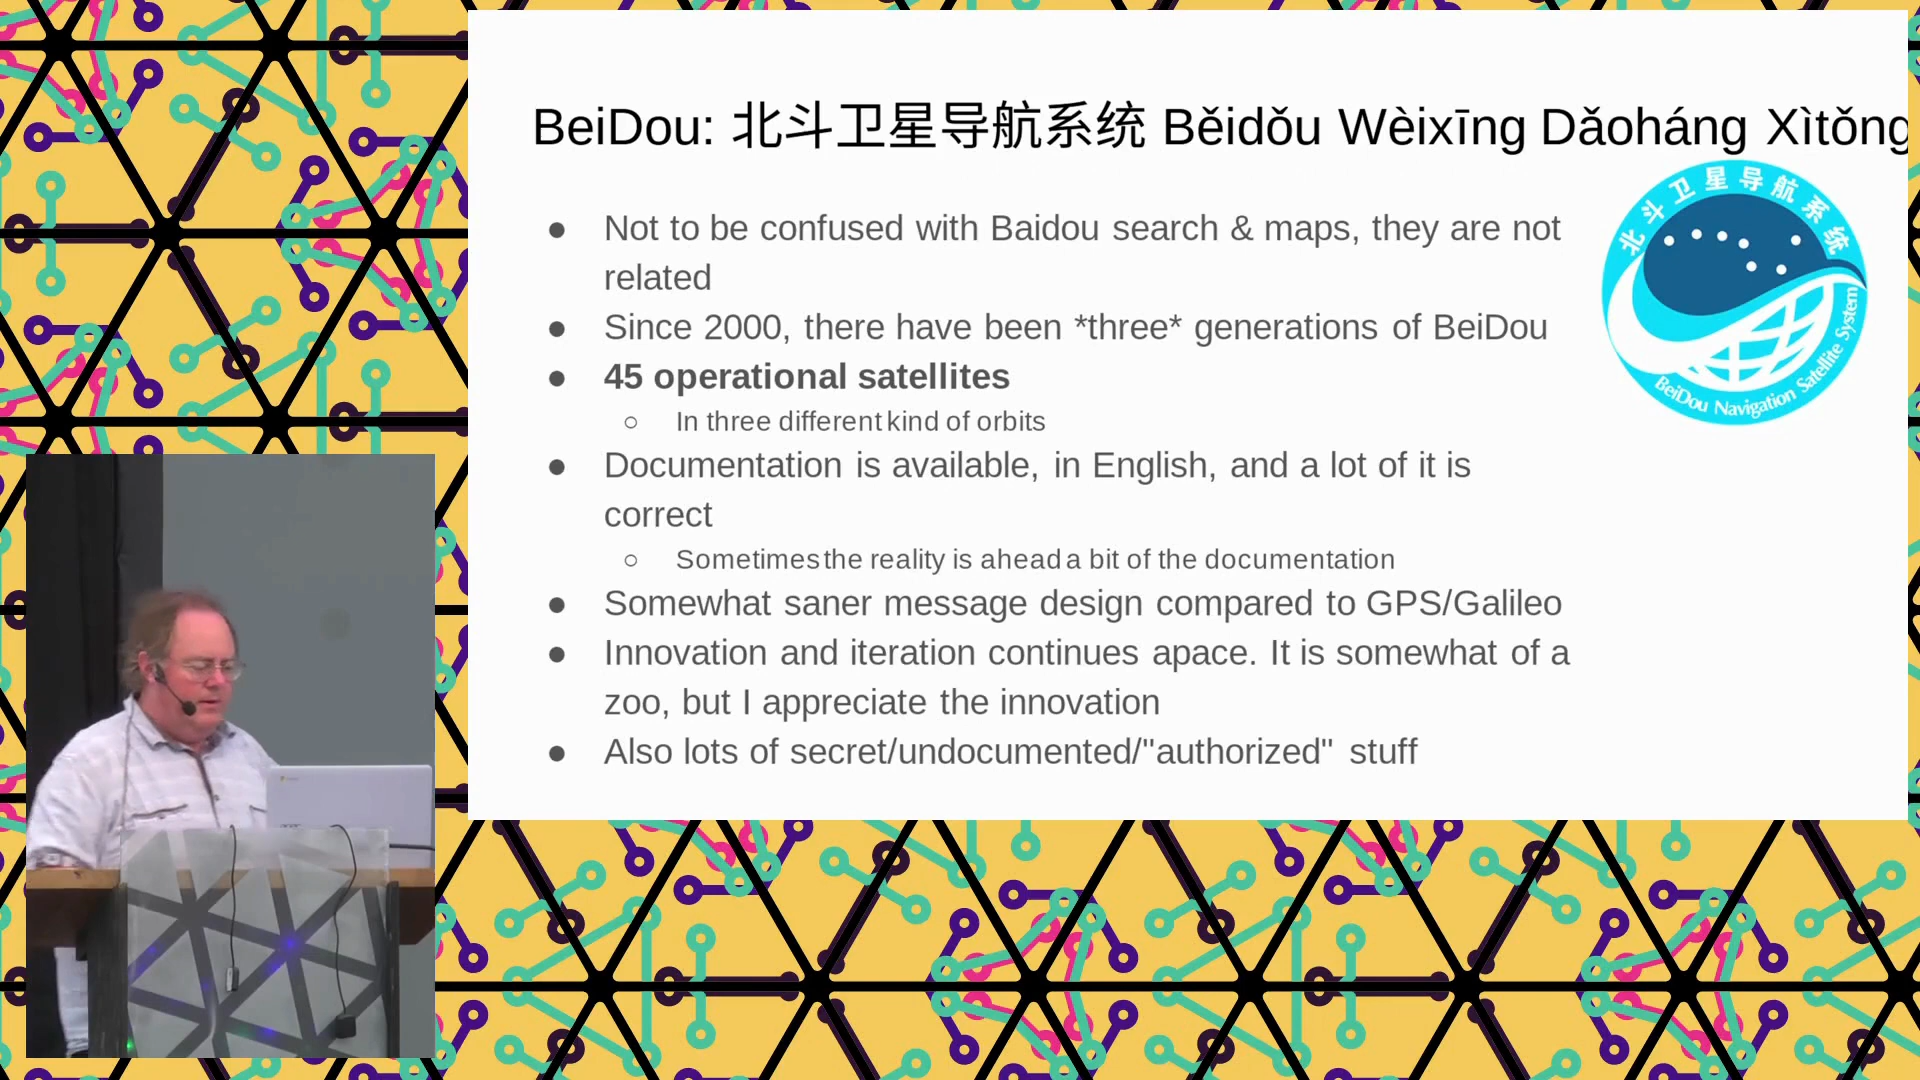 BeiDou: 北斗卫星导航系统 Běidǒu Wèixīng Dǎoháng Xìtǒng
Not to be confused with Baidou search & maps, they are not
related
Since 2000, there have been *three* generations of BeiDou
45 operational satellites
In three different kind of orbits
Documentation is available, in English, and a lot of it is
correct
Sometimes the reality is ahead a bit of the documentation
Somewhat saner message design compared to GPS/Galileo
Innovation and iteration continues apace. It is somewhat of a
zoo, but I appreciate the innovation
Also lots of secret/undocumented/"authorized" stuff
北斗卫星导航系统
BeiDou Navigation Satellite System